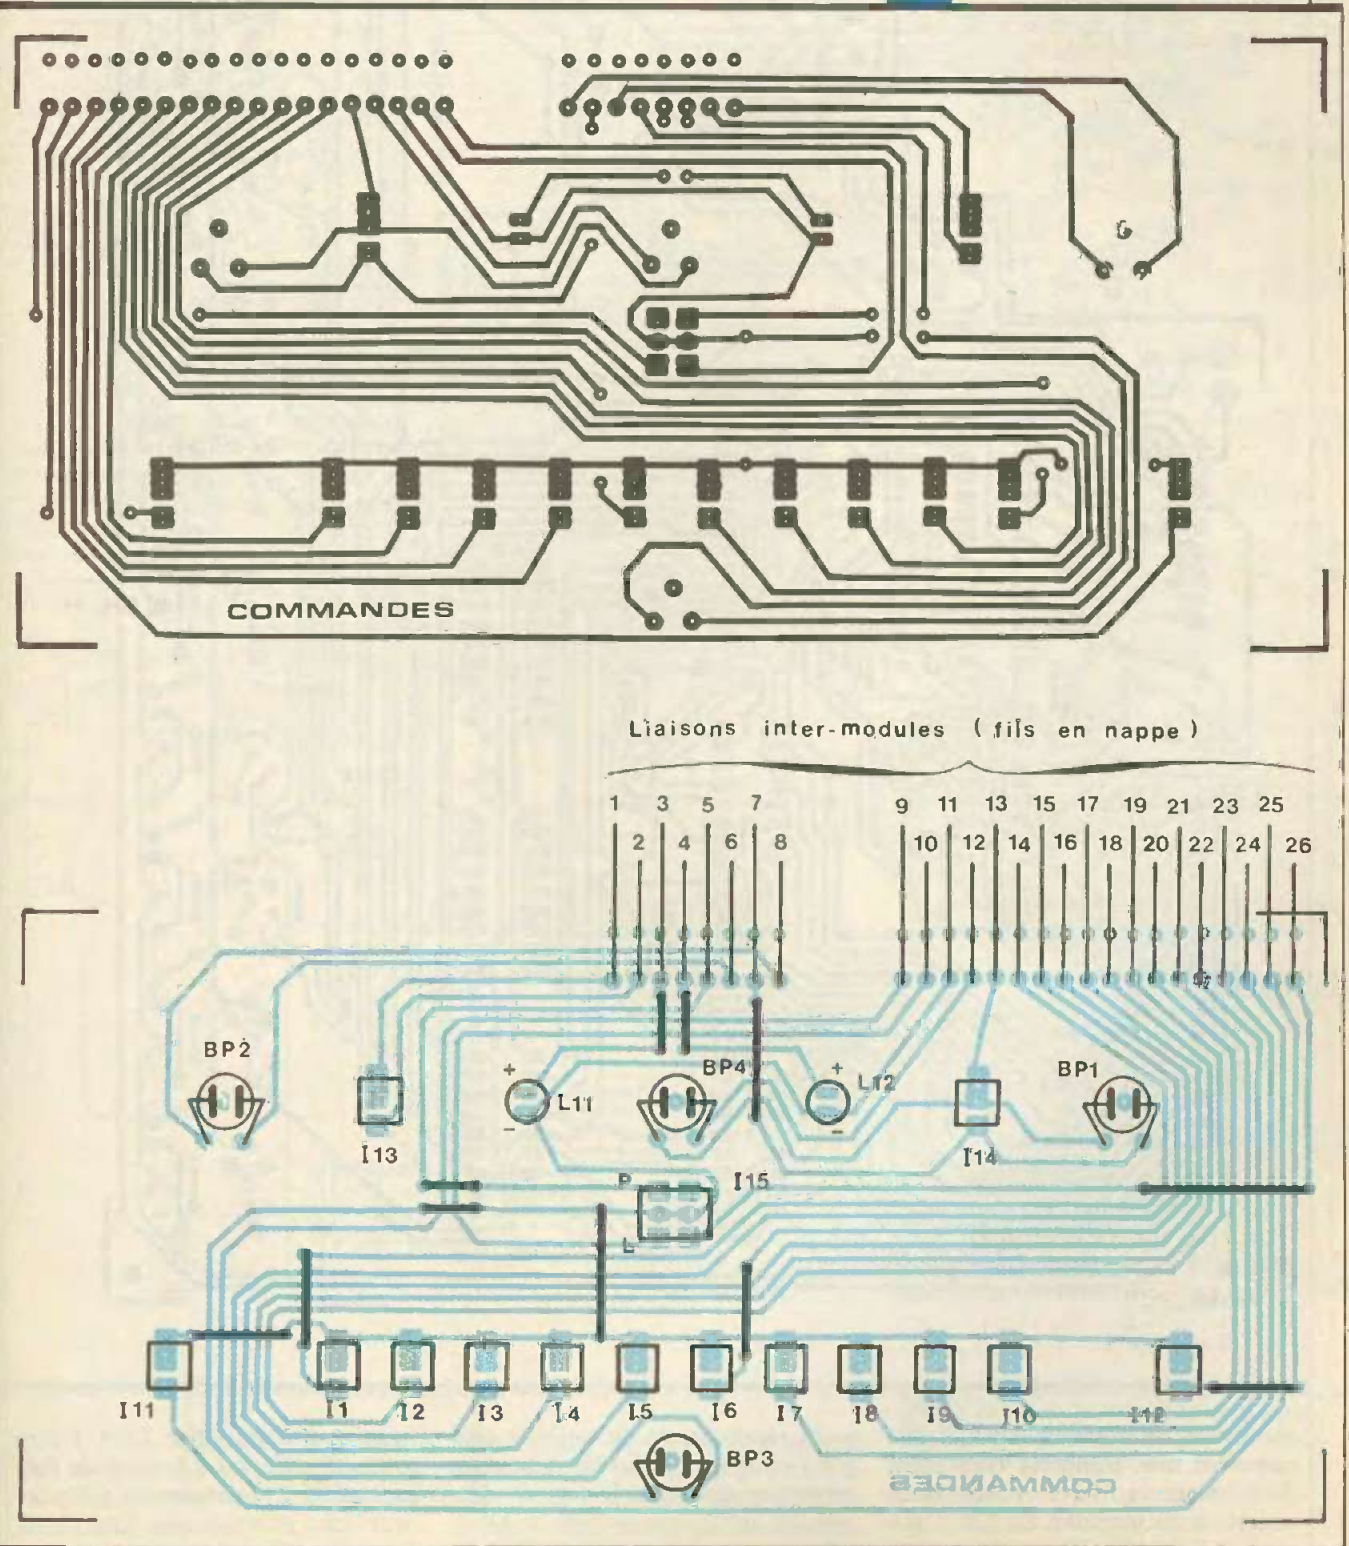 COMMANDES
Liaisons inter-modules ( fils en nappe )
1 3 5 7 9 11 13 15 17 19 21 23 25
2 4 6 8 10 12 14 16 18 20 22 24 26
BP2 BP4 L12 BP1
+ L11 +
- -
I13 I14
P I15
L
I11 I1 I2 I3 I4 I5 I6 I7 I8 I9 I10 I12
BP3
COMMANDES